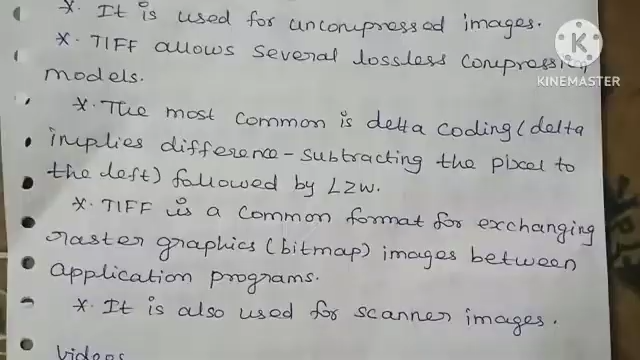 *. It is used for uncompressed images.
*. TIFF allows several lossless compression
models.
*. The most common is delta coding (delta
implies difference - subtracting the pixel to
the left) followed by LZW.
*. TIFF is a common format for exchanging
raster graphics (bitmap) images between
application programs.
*. It is also used for scanner images.
Videos
KINEMASTER